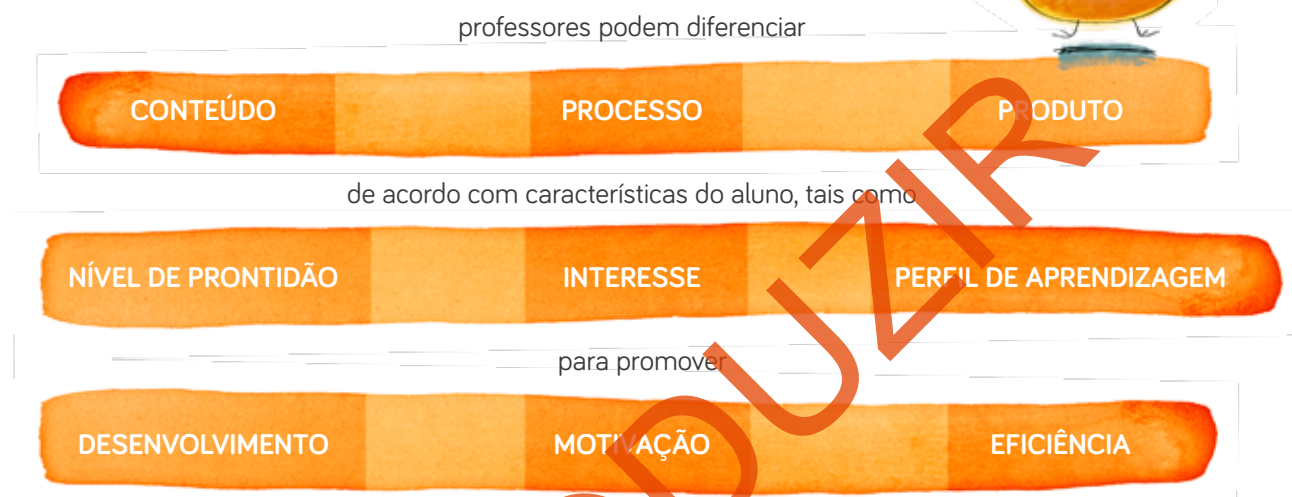 professores podem diferenciar
CONTEÚDO PROCESSO PRODUTO
de acordo com características do aluno, tais como
NÍVEL DE PRONTIDÃO INTERESSE PERFIL DE APRENDIZAGEM
para promover
DESENVOLVIMENTO MOTIVAÇÃO EFICIÊNCIA
DUZIR